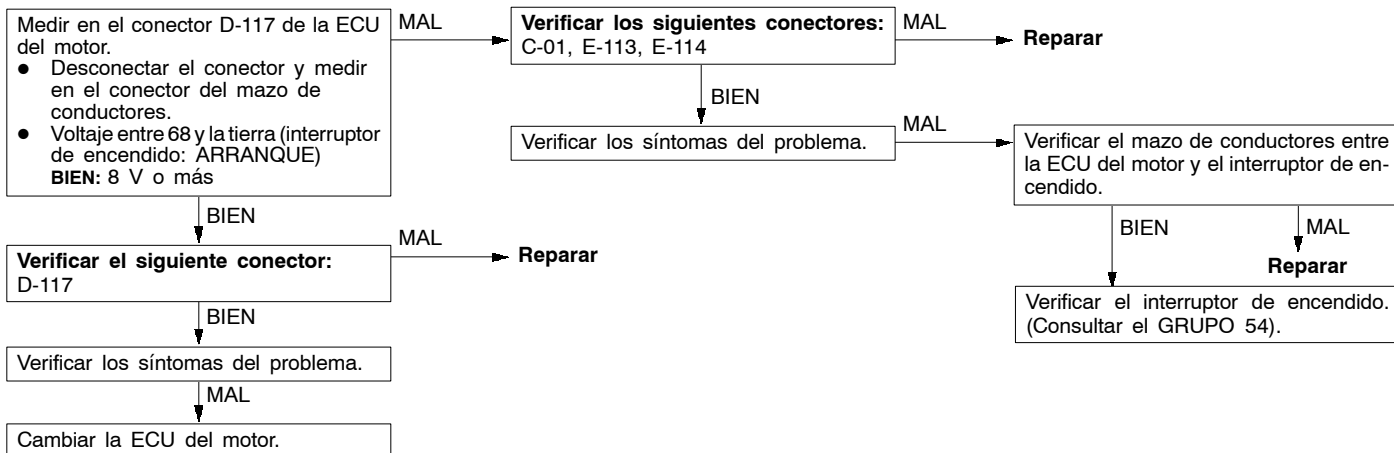 Medir en el conector D-117 de la ECU
del motor.
● Desconectar el conector y medir
en el conector del mazo de
conductores.
● Voltaje entre 68 y la tierra (interruptor
de encendido: ARRANQUE)
BIEN: 8 V o más
MAL
Verificar los siguientes conectores:
C-01, E-113, E-114
MAL
Reparar
BIEN
Verificar los síntomas del problema.
MAL
Verificar el mazo de conductores entre
la ECU del motor y el interruptor de en-
cendido.
BIEN
MAL
Reparar
Verificar el interruptor de encendido.
(Consultar el GRUPO 54).
BIEN
Verificar el siguiente conector:
D-117
MAL
Reparar
BIEN
Verificar los síntomas del problema.
MAL
Cambiar la ECU del motor.